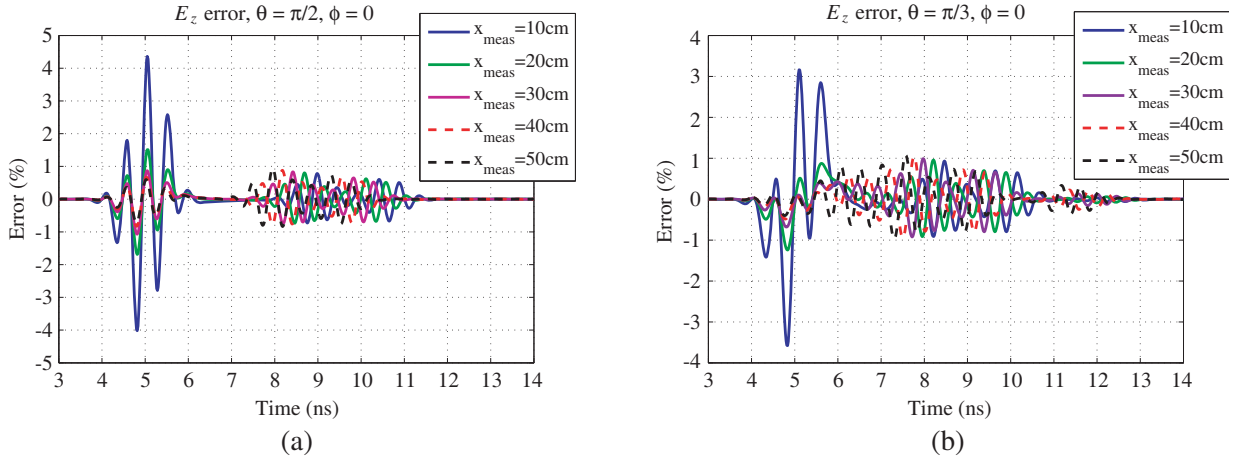 E_z error, θ = π/2, ϕ = 0
x_meas=10cm
x_meas=20cm
x_meas=30cm
x_meas=40cm
x_meas=50cm
5
4
3
2
1
0
-1
-2
-3
-4
-5
Error (%)
3 4 5 6 7 8 9 10 11 12 13 14
Time (ns)
(a)
E_z error, θ = π/3, ϕ = 0
x_meas=10cm
x_meas=20cm
x_meas=30cm
x_meas=40cm
x_meas=50cm
4
3
2
1
0
-1
-2
-3
-4
Error (%)
3 4 5 6 7 8 9 10 11 12 13 14
Time (ns)
(b)